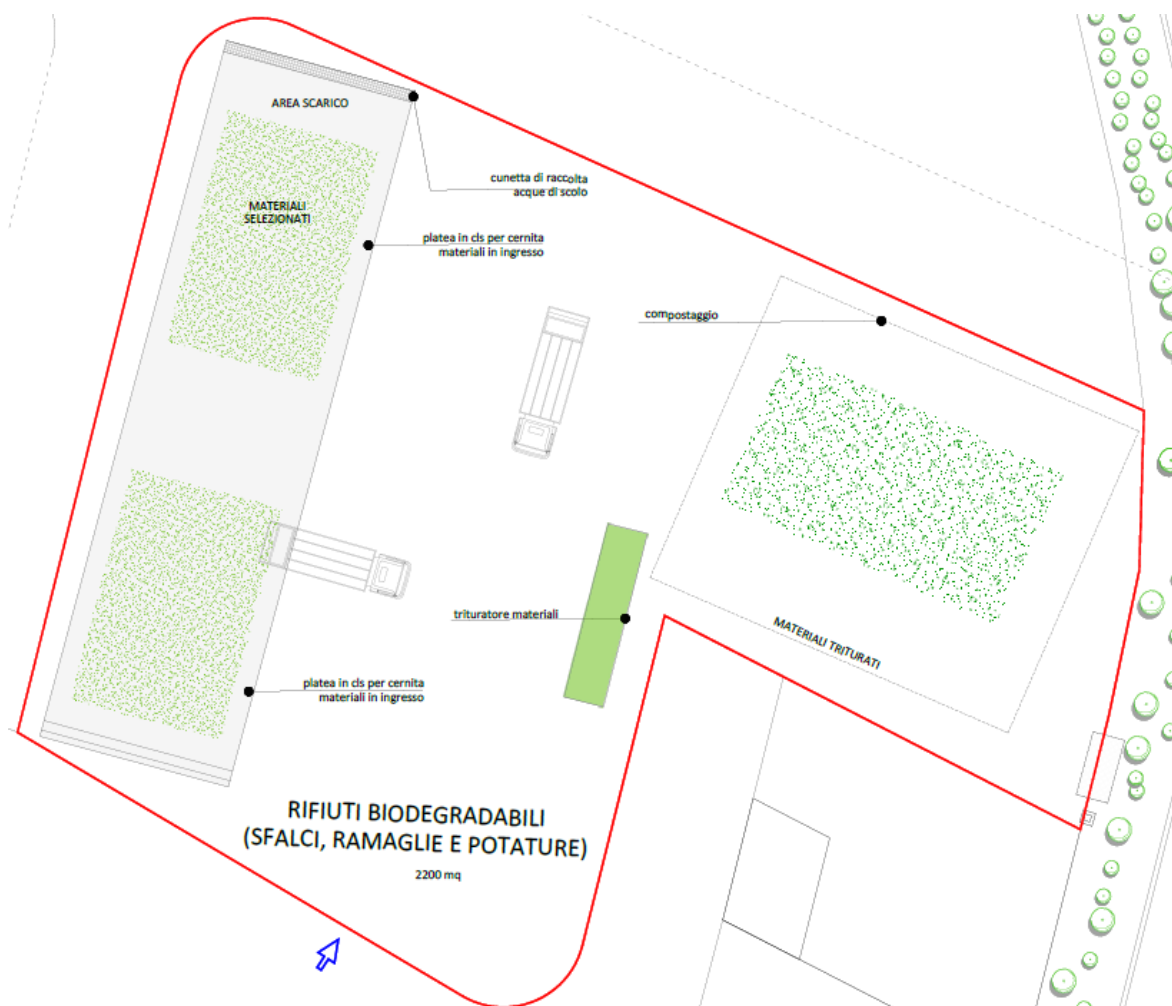 AREA SCARICO
cunetta di raccolta
acque di scolo
MATERIALI
SELEZIONATI
platea in cls per cernita
materiali in ingresso
compostaggio
trituratore materiali
MATERIALI TRITURATI
platea in cls per cernita
materiali in ingresso
RIFIUTI BIODEGRADABILI
(SFALCI, RAMAGLIE E POTATURE)
2200 mq